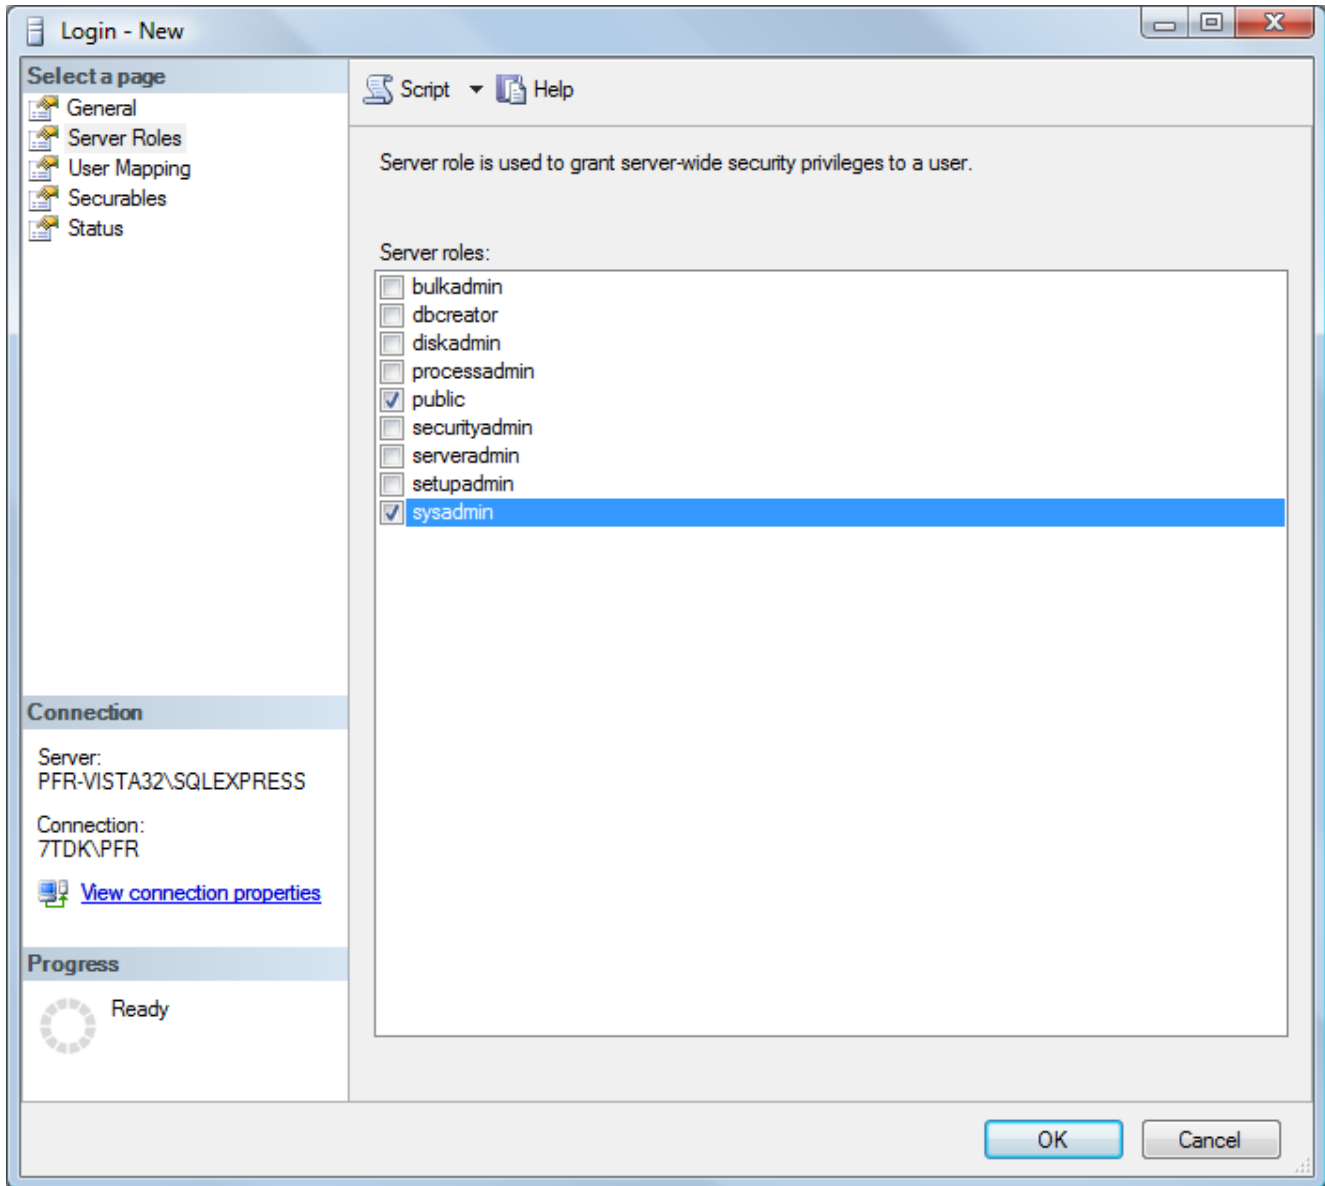 Login - New
Select a page
General
Server Roles
User Mapping
Securables
Status
Script
Help
Server role is used to grant server-wide security privileges to a user.
Server roles:
bulkadmin
dbcreator
diskadmin
processadmin
public
securityadmin
serveradmin
setupadmin
sysadmin
Connection
Server:
PFR-VISTA32\SQLEXPRESS
Connection:
7TDK\PFR
View connection properties
Progress
Ready
OK
Cancel